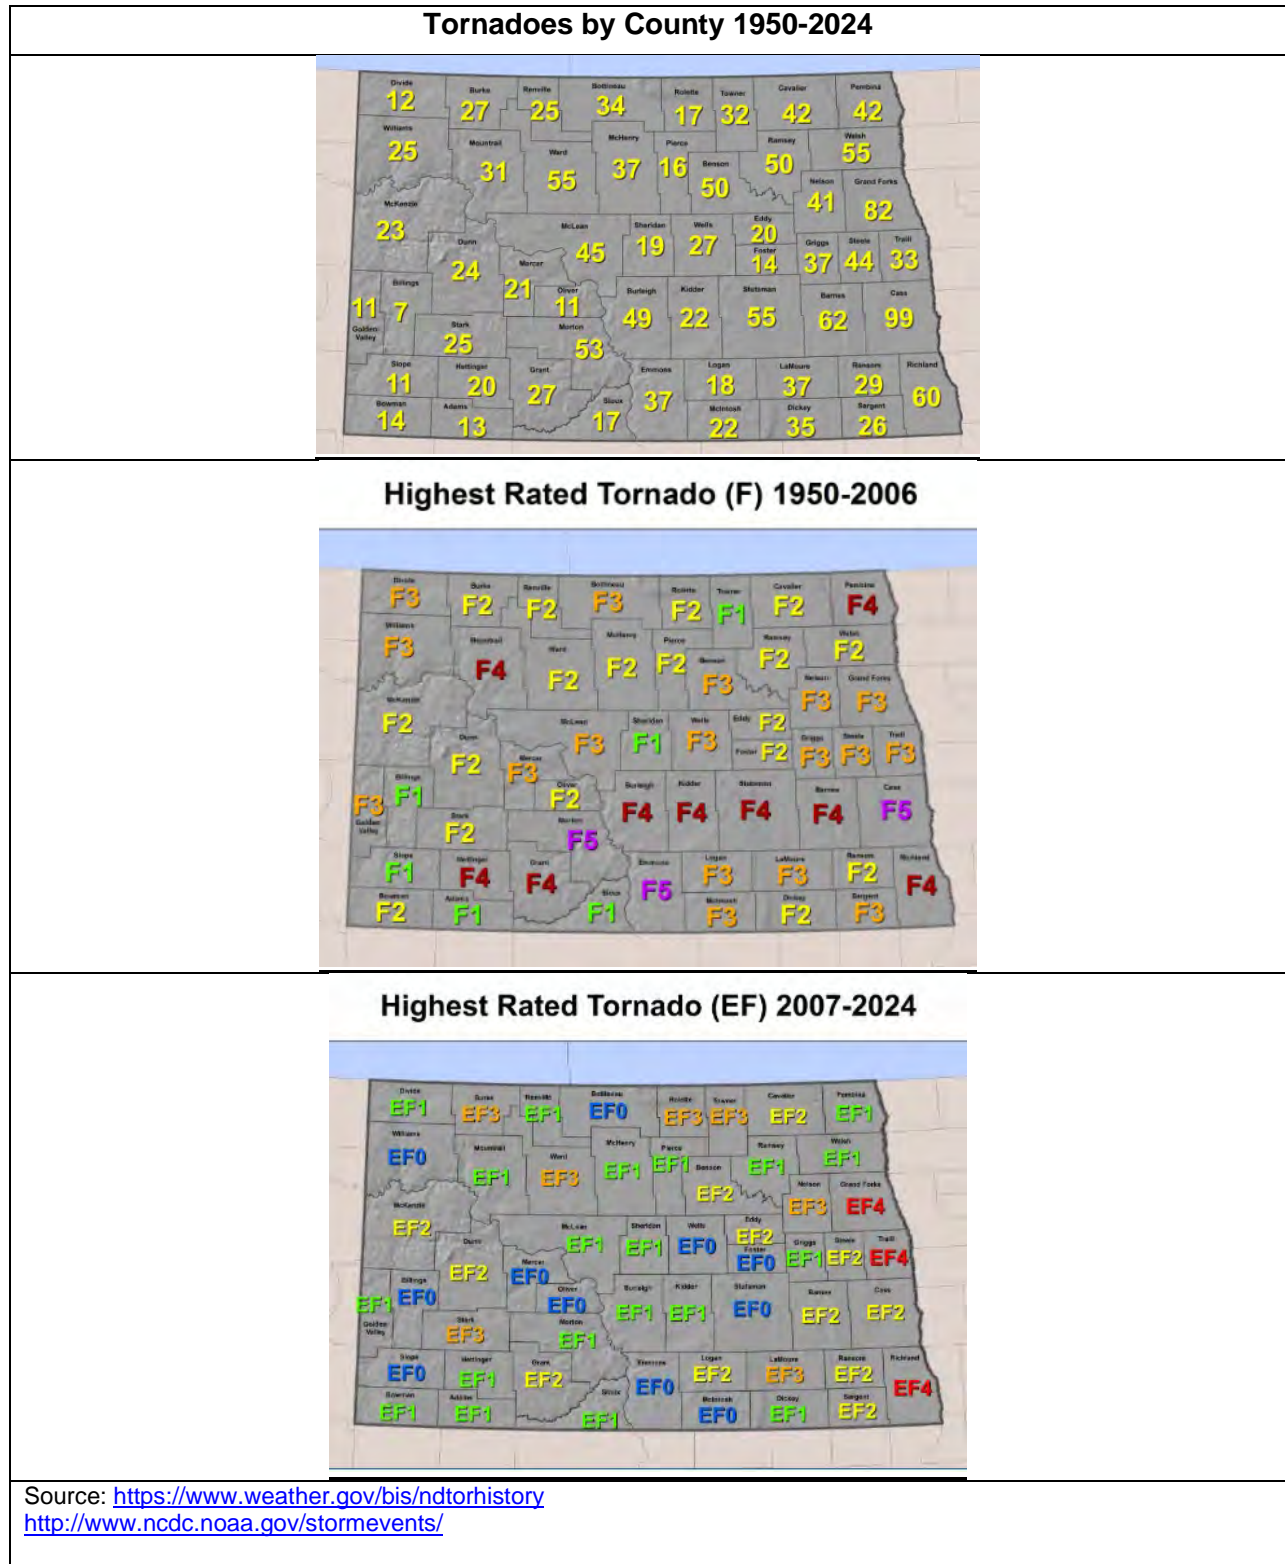 Tornadoes by County 1950-2024
Divide
12
Burke
27
Renville
25
Bottineau
34
Rolette
17
Towner
32
Cavalier
42
Pembina
42
Williams
25
Mountrail
31
Ward
55
McHenry
37
Pierce
16
Benson
50
Ramsey
50
Walsh
55
Nelson
41
Grand Forks
82
McKenzie
23
Dunn
24
Mercer
21
McLean
45
Sheridan
19
Wells
27
Eddy
20
Foster
14
Griggs
37
Steele
44
Traill
33
11
Golden
Valley
Billings
7
Stark
25
Oliver
11
Morton
53
Burleigh
49
Kidder
22
Stutsman
55
Barnes
62
Cass
99
Slope
11
Hettinger
20
Grant
27
Emmons
37
Logan
18
LaMoure
37
Ransom
29
Richland
60
Bowman
14
Adams
13
Sioux
17
McIntosh
22
Dickey
35
Sargent
26
Highest Rated Tornado (F) 1950-2006
Divide
F3
Burke
F2
Renville
F2
Bottineau
F3
Rolette
F2
Towner
F1
Cavalier
F2
Pembina
F4
Williams
F3
Mountrail
F4
Ward
F2
McHenry
F2
Pierce
F2
Benson
F3
Ramsey
F2
Walsh
F2
Nelson
F3
Grand Forks
F3
McKenzie
F2
Dunn
F2
Mercer
F3
McLean
F3
Sheridan
F1
Wells
F3
Eddy F2
Foster F2
Griggs
F3
Steele
F3
Traill
F3
F3
Golden
Valley
Billings
F1
Stark
F2
Oliver
F2
Morton
F5
Burleigh
F4
Kidder
F4
Stutsman
F4
Barnes
F4
Cass
F5
Slope
F1
Hettinger
F4
Grant
F4
Emmons
F5
Logan
F3
LaMoure
F3
Ransom
F2
Richland
F4
Bowman
F2
Adams
F1
Sioux
F1
McIntosh
F3
Dickey
F2
Sargent
F3
Highest Rated Tornado (EF) 2007-2024
Divide
EF1
Burke
EF3
Renville
EF1
Bottineau
EF0
Rolette
EF3
Towner
EF3
Cavalier
EF2
Pembina
EF1
Williams
EF0
Mountrail
EF1
Ward
EF3
McHenry
EF1
Pierce
EF1
Benson
EF2
Ramsey
EF1
Walsh
EF1
Nelson
EF3
Grand Forks
EF4
McKenzie
EF2
Dunn
EF2
Mercer
EF0
McLean
EF1
Sheridan
EF1
Wells
EF0
Eddy
EF2
Foster
EF0
Griggs
EF1
Steele
EF2
Traill
EF4
EF1
Golden
Valley
Billings
EF0
Stark
EF3
Oliver
EF0
Morton
EF1
Burleigh
EF1
Kidder
EF1
Stutsman
EF0
Barnes
EF2
Cass
EF2
Slope
EF0
Hettinger
EF1
Grant
EF2
Emmons
EF0
Logan
EF2
LaMoure
EF3
Ransom
EF2
Richland
EF4
Bowman
EF1
Adams
EF1
Sioux
EF1
McIntosh
EF0
Dickey
EF1
Sargent
EF2
Source: https://www.weather.gov/bis/ndtorhistory
http://www.ncdc.noaa.gov/stormevents/